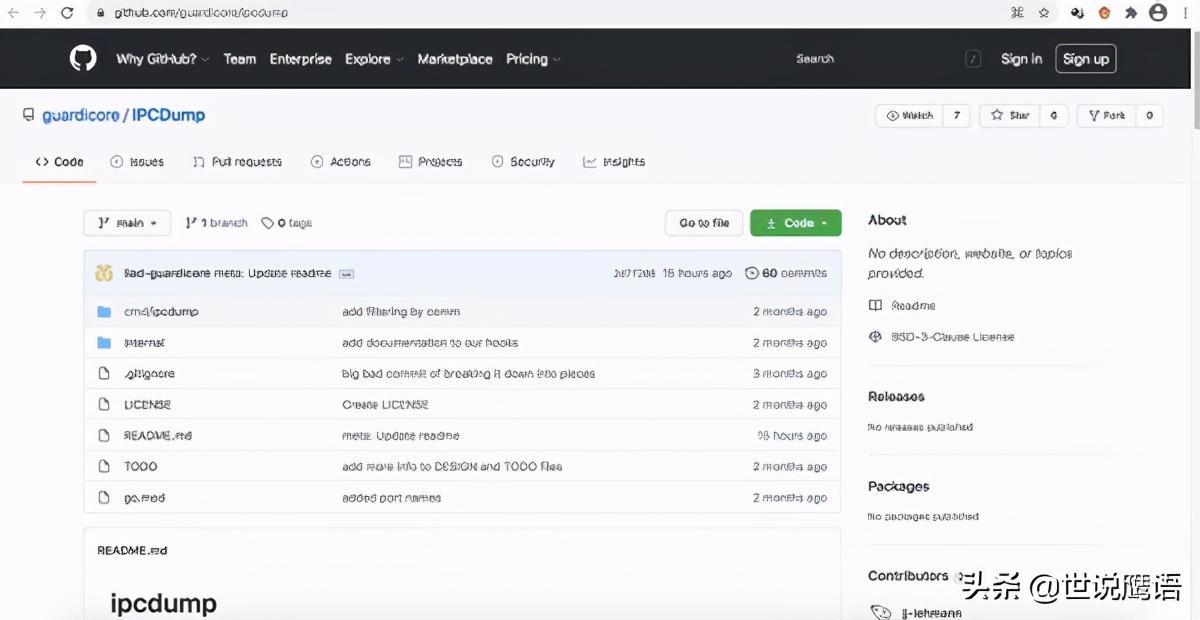 github.com/guardicore/ipcdump
Why GitHub? Team Enterprise Explore Marketplace Pricing Search / Sign in Sign up
guardicore / IPCDump Watch 7 Star 6 Fork 0
Code Issues Pull requests Actions Projects Security Insights
main 1 branch 0 tags Go to file Code
guardicore meta: Update readme hours ago 60 commits
cmd/ipcdump add filtering by comm 2 months ago
internal add documentation to our hooks 2 months ago
.gitignore big bad commit of breaking it down into pieces 3 months ago
LICENSE Create LICENSE 2 months ago
README.md meta: Update readme hours ago
TODO add more info to DESIGN and TODO files 2 months ago
go.mod added port names 2 months ago
README.md
ipcdump
About
No description, website, or topics
provided.
Readme
BSD-3-Clause License
Releases
No releases published
Packages
No packages published
Contributors
头条 @世说鹰语